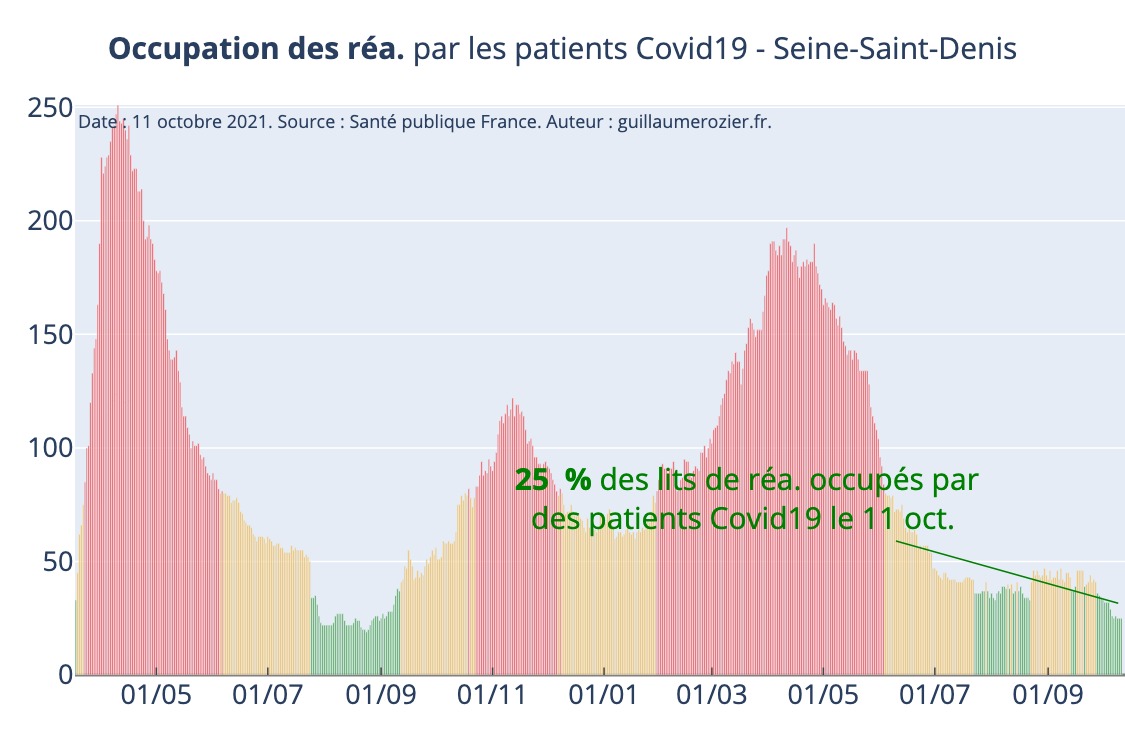 Occupation des réa. par les patients Covid19 - Seine-Saint-Denis
250
Date : 11 octobre 2021. Source : Santé publique France. Auteur : guillaumerozier.fr.
200
150
100
25 % des lits de réa. occupés par
des patients Covid19 le 11 oct.
50
0
01/05 01/07 01/09 01/11 01/01 01/03 01/05 01/07 01/09